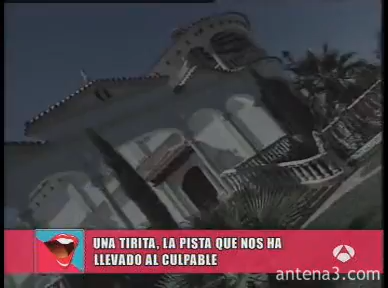 UNA TIRITA, LA PISTA QUE NOS HA
LLEVADO AL CULPABLE
antena3.com